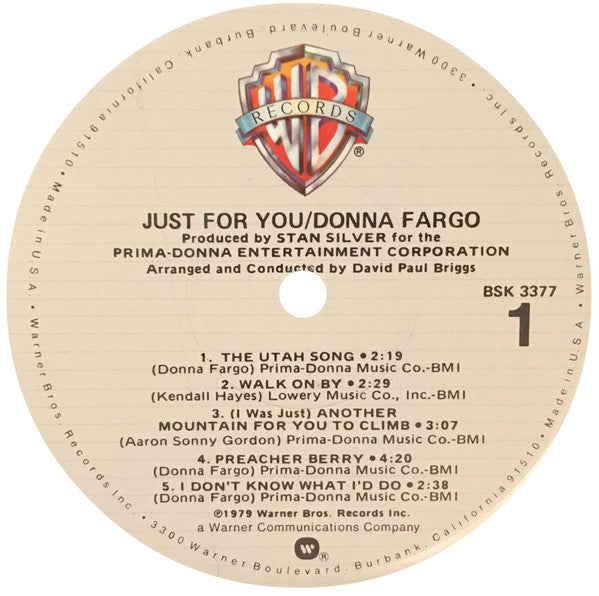 WB
RECORDS
®
JUST FOR YOU/DONNA FARGO
Produced by STAN SILVER for the
PRIMA-DONNA ENTERTAINMENT CORPORATION
Arranged and Conducted by David Paul Briggs
BSK 3377
1
1. THE UTAH SONG • 2:19
(Donna Fargo) Prima-Donna Music Co.-BMI
2. WALK ON BY • 2:29
(Kendall Hayes) Lowery Music Co., Inc.-BMI
3. (I Was Just) ANOTHER
MOUNTAIN FOR YOU TO CLIMB • 3:07
(Aaron Sonny Gordon) Prima-Donna Music Co.-BMI
4. PREACHER BERRY • 4:20
(Donna Fargo) Prima-Donna Music Co.-BMI
5. I DON'T KNOW WHAT I'D DO • 2:38
(Donna Fargo) Prima-Donna Music Co.-BMI
℗©1979 Warner Bros. Records Inc.
a Warner Communications Company
Warner Bros. Records Inc. • 3300 Warner Boulevard, Burbank, California 91510 • Made in U.S.A. • Warner Bros. Records Inc. • 3300 Warner Boulevard, Burbank, California 91510 • Made in U.S.A. •